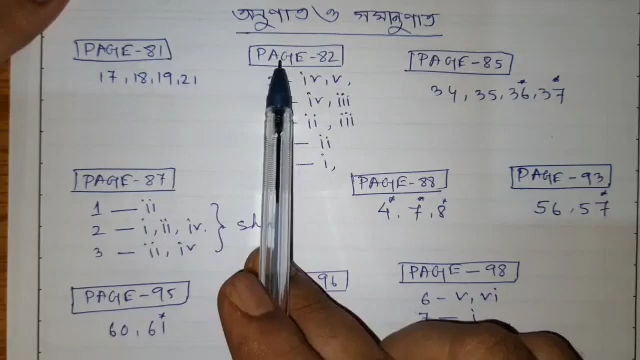 অনুপাত ও সমানুপাত
PAGE-81
17, 18, 19, 21
PAGE-82
iv, v,
iv, iii
ii, iii
— ii
— i,
PAGE-85
34, 35, 36*, 37*
PAGE-87
1 — ii
2 — i, ii, iv.
3 — ii, iv
PAGE-88
4*, 7*, 8*
PAGE-93
56, 57*
PAGE-95
60, 61*
96
PAGE-98
6 - v, vi
7 — i